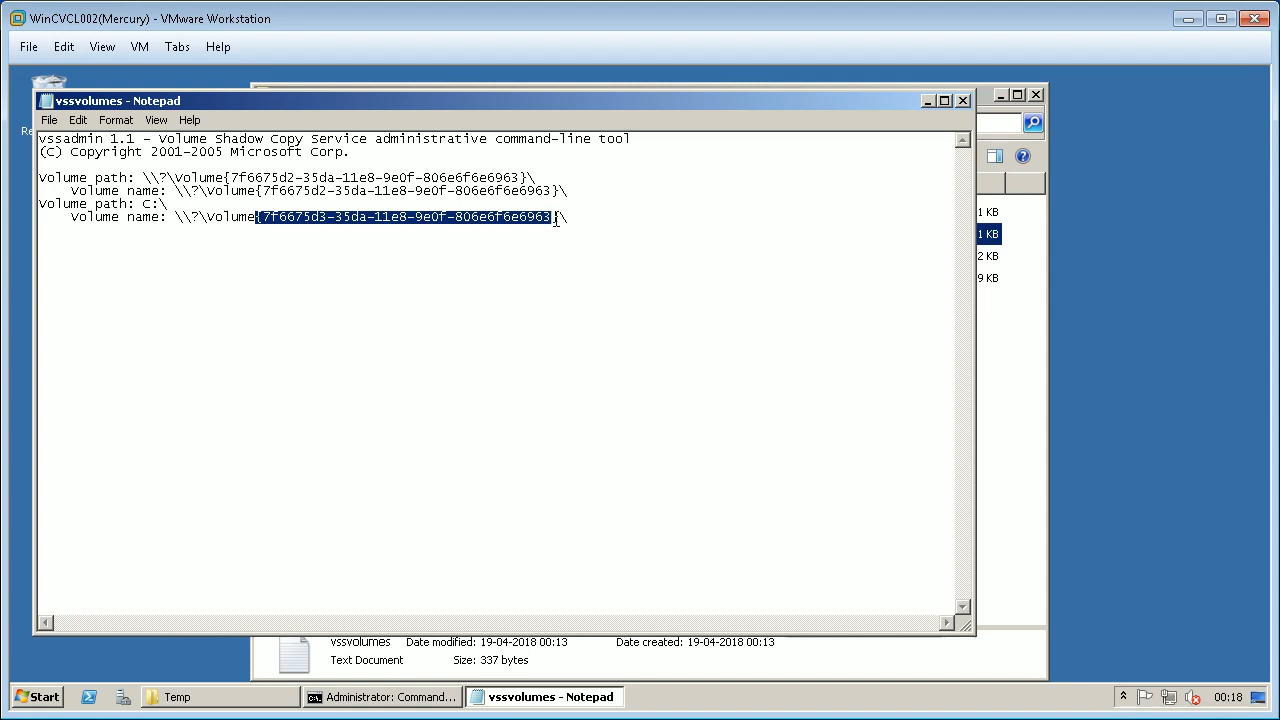 WinCVCL002(Mercury) - VMware Workstation
File Edit View VM Tabs Help
vssvolumes - Notepad
File Edit Format View Help
vssadmin 1.1 - Volume Shadow Copy Service administrative command-line tool
(C) Copyright 2001-2005 Microsoft Corp.
Volume path: \\?\Volume{7f6675d2-35da-11e8-9e0f-806e6f6e6963}\
Volume name: \\?\Volume{7f6675d2-35da-11e8-9e0f-806e6f6e6963}\
Volume path: C:\
Volume name: \\?\Volume{7f6675d3-35da-11e8-9e0f-806e6f6e6963}\
1 KB
1 KB
2 KB
9 KB
vssvolumes Date modified: 19-04-2018 00:13 Date created: 19-04-2018 00:13
Text Document Size: 337 bytes
Start Temp Administrator: Command... vssvolumes - Notepad 00:18